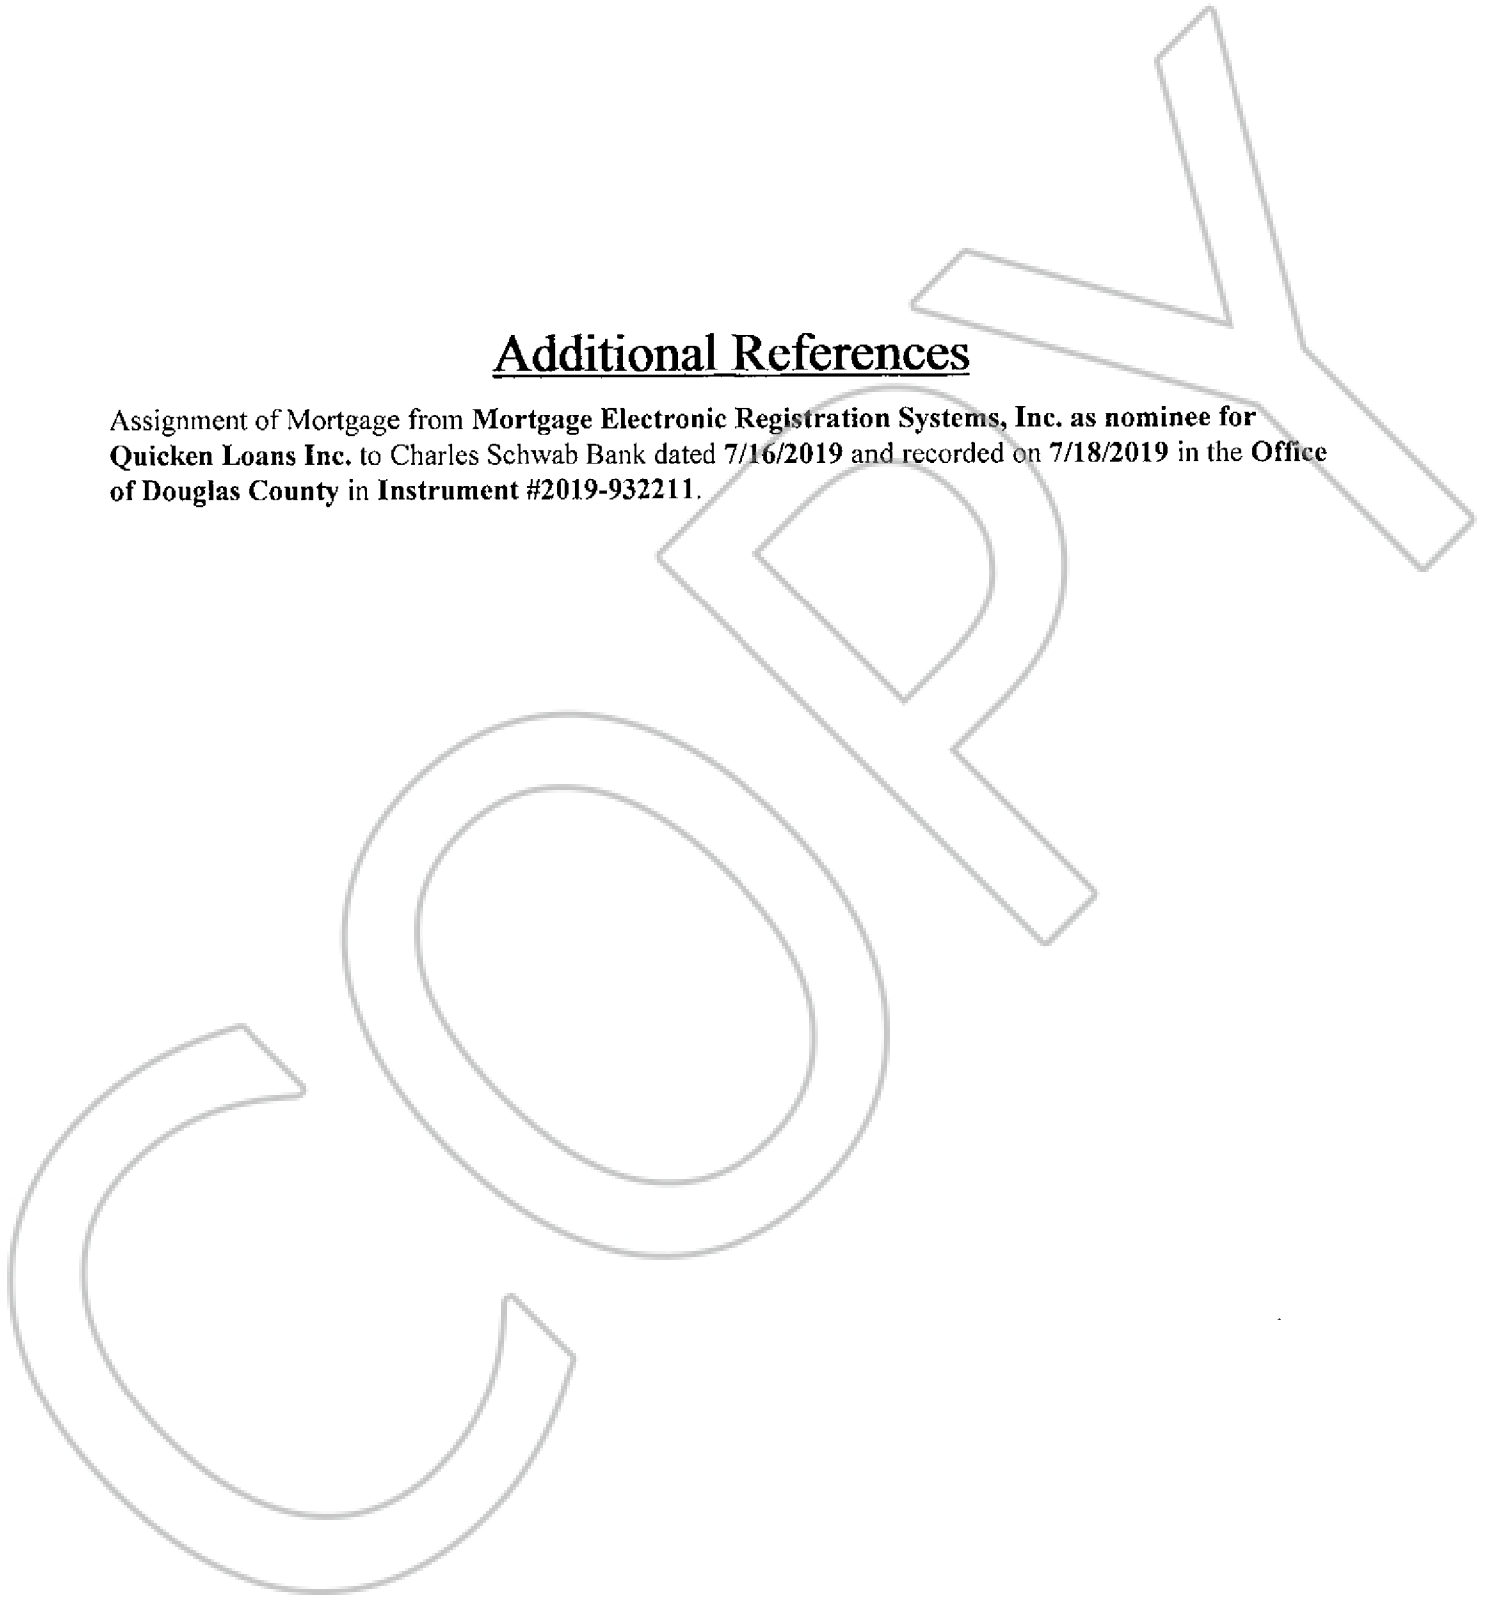 Additional References
Assignment of Mortgage from Mortgage Electronic Registration Systems, Inc. as nominee for
Quicken Loans Inc. to Charles Schwab Bank dated 7/16/2019 and recorded on 7/18/2019 in the Office
of Douglas County in Instrument #2019-932211.
COPY